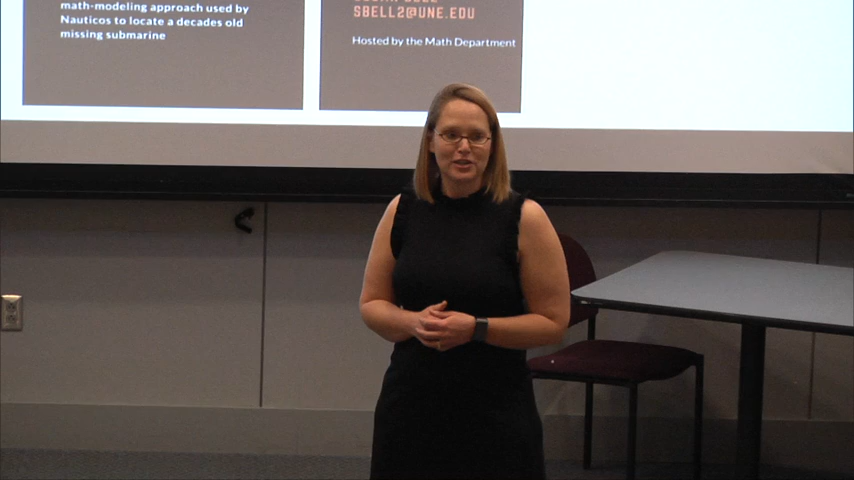 math-modeling approach used by
Nauticos to locate a decades old
missing submarine
SBELL2@UNE.EDU
Hosted by the Math Department